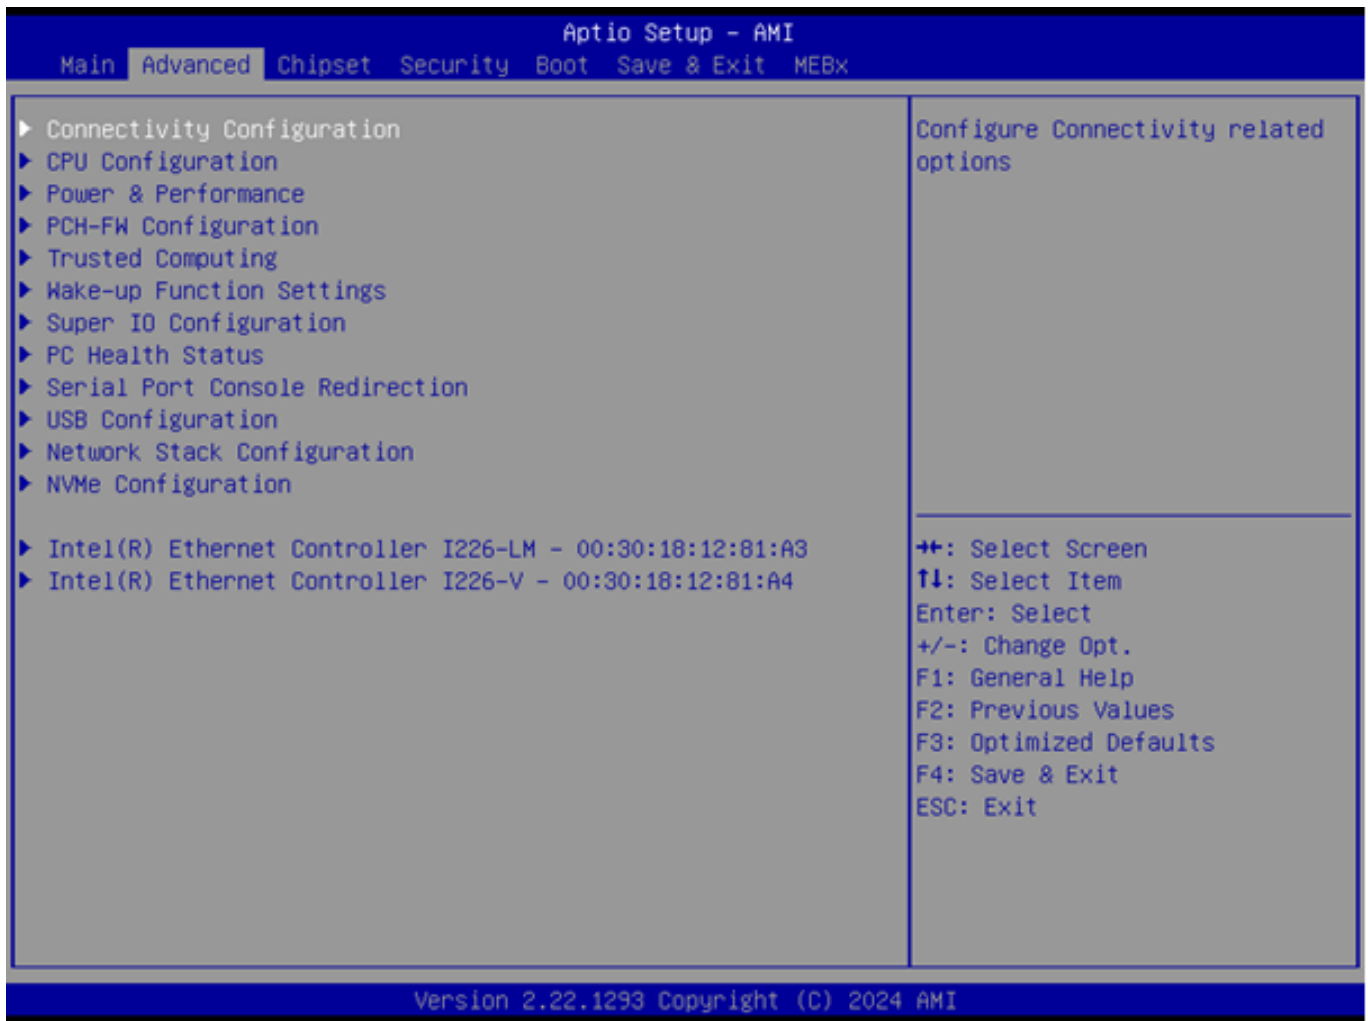 Aptio Setup – AMI
Main Advanced Chipset Security Boot Save & Exit MEBx
▶ Connectivity Configuration
▶ CPU Configuration
▶ Power & Performance
▶ PCH-FW Configuration
▶ Trusted Computing
▶ Wake-up Function Settings
▶ Super IO Configuration
▶ PC Health Status
▶ Serial Port Console Redirection
▶ USB Configuration
▶ Network Stack Configuration
▶ NVMe Configuration
▶ Intel(R) Ethernet Controller I226-LM – 00:30:18:12:81:A3
▶ Intel(R) Ethernet Controller I226-V – 00:30:18:12:81:A4
Configure Connectivity related
options
→←: Select Screen
↑↓: Select Item
Enter: Select
+/-: Change Opt.
F1: General Help
F2: Previous Values
F3: Optimized Defaults
F4: Save & Exit
ESC: Exit
Version 2.22.1293 Copyright (C) 2024 AMI